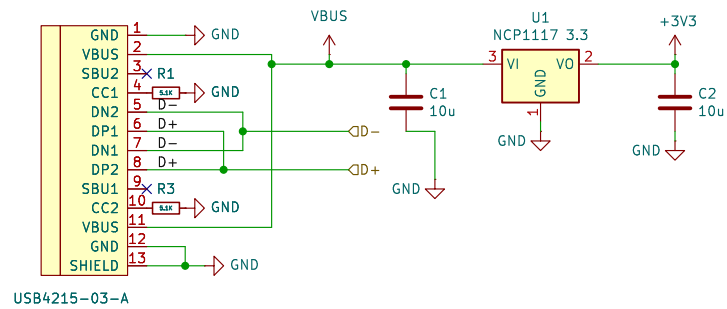 VBUS
U1
NCP1117 3.3
+3V3
GND 1 GND
VBUS 2
SBU2 3 R1
CC1 4 5.1K GND
DN2 5 D-
DP1 6 D+
DN1 7 D-
DP2 8 D+
SBU1 9 R3
CC2 10 5.1K GND
VBUS 11
GND 12
SHIELD 13 GND
USB4215-03-A
D-
D+
C1
10u
GND
3 VI VO 2
GND
1
GND
C2
10u
GND